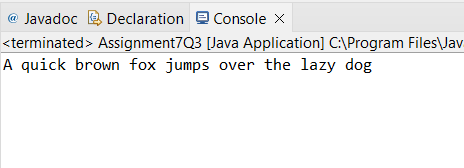 @ Javadoc Declaration Console
<terminated> Assignment7Q3 [Java Application] C:\Program Files\Jav
A quick brown fox jumps over the lazy dog